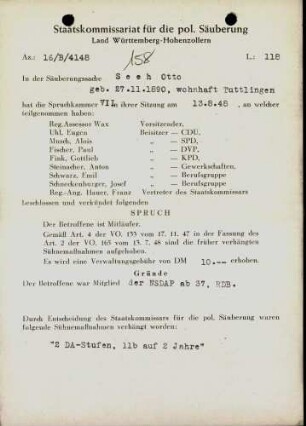 Staatskommissariat für die pol. Säuberung
Land Württemberg-Hohenzollern
Az.: 16/B/4148
158
L.: 118
In der Säuberungssache Seeh Otto
geb. 27.11.1890, wohnhaft Tuttlingen
hat die Spruchkammer VII, ihrer Sitzung am 13.8.48, an welcher
teilgenommen haben:
Reg.Assessor Wax Vorsitzender,
Uhl, Eugen Beisitzer — CDU,
Munch, Alois „ — SPD,
Fischer, Paul „ — DVP,
Fink, Gottlich „ — KPD,
Steinacher, Anton „ — Gewerkschaften,
Schwarz, Emil „ — Berufsgruppe
Schneckenburger, Josef „ — Berufsgruppe
Reg.-Ang. Hauer, Franz Vertreter des Staatskommissars
beschlossen und verkündet folgenden
SPRUCH
Der Betroffene ist Mitläufer.
Gemäß Art. 4 der VO. 133 vom 17. 11. 47 in der Fassung des
Art. 2 der VO. 165 vom 13. 7. 48 sind die früher verhängten
Sühnemaßnahmen aufgehoben.
Es wird eine Verwaltungsgebühr von DM 10.-- erhoben.
Gründe
Der Betroffene war Mitglied der NSDAP ab 37, RDB.
Durch Entscheidung des Staatskommissars für die pol. Säuberung waren
folgende Sühnemaßnahmen verhängt worden:
"2 DA-Stufen, 11b auf 2 Jahre"